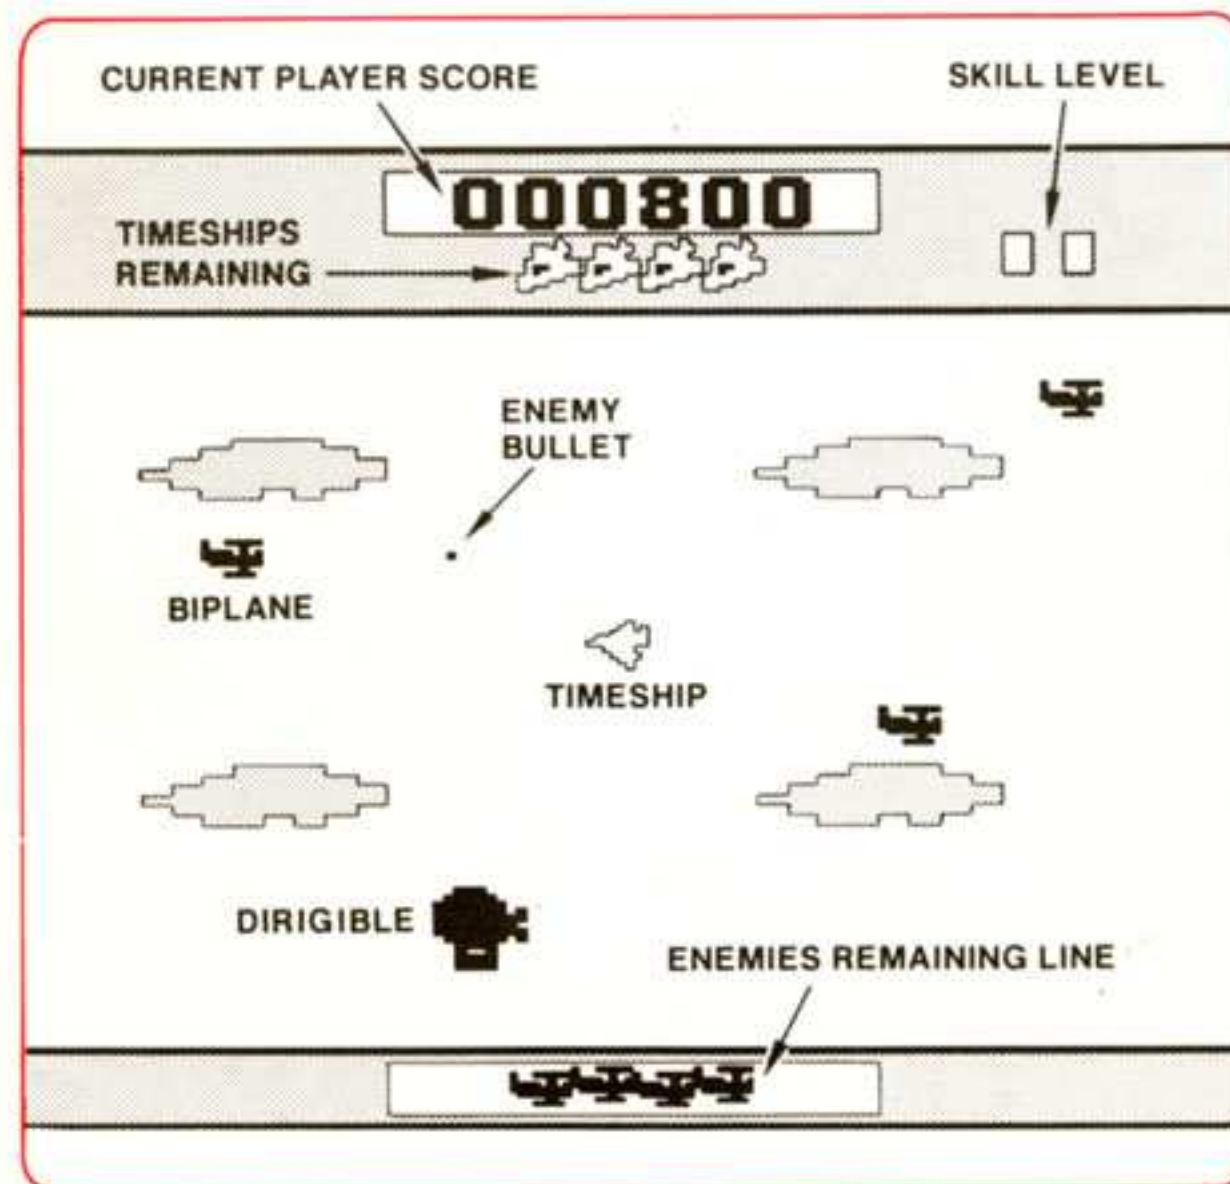 CURRENT PLAYER SCORE
SKILL LEVEL
000800
TIMESHIPS
REMAINING
ENEMY
BULLET
BIPLANE
TIMESHIP
DIRIGIBLE
ENEMIES REMAINING LINE